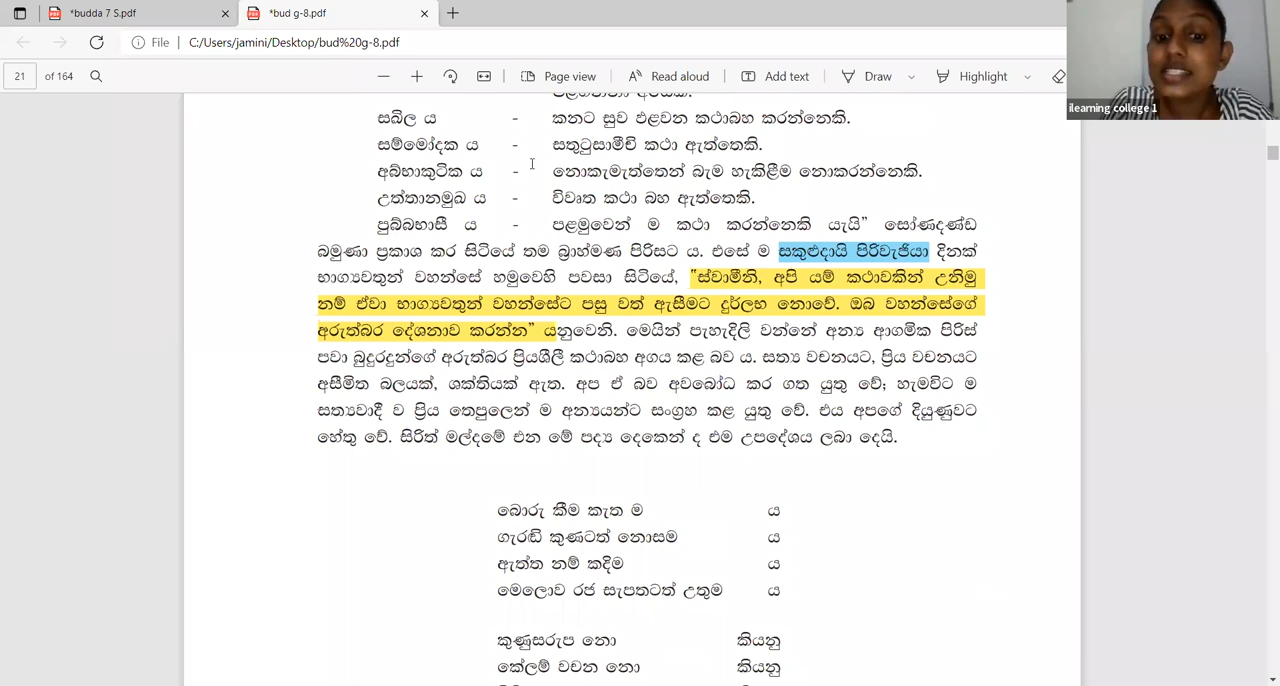 *budda 7 S.pdf
*bud g-8.pdf
File C:/Users/jamini/Desktop/bud%20g-8.pdf
21 of 164 Page view Read aloud Add text Draw Highlight
ilearning college 1
සඛිල ය - කනට සුව එළවන කථාබහ කරන්නෙකි.
සම්මෝදක ය - සතුටුසාමීචි කථා ඇත්තෙකි.
අබ්භාකුටික ය - නොකැමැත්තෙන් බැම හැකිළීම නොකරන්නෙකි.
උත්තානමුඛ ය - විවෘත කථා බහ ඇත්තෙකි.
පුබ්බභාසී ය - පළමුවෙන් ම කථා කරන්නෙකි යැයි” සෝණදණ්ඩ
බමුණා ප්‍රකාශ කර සිටියේ තම බ්‍රාහ්මණ පිරිසට ය. එසේ ම සකුළුදායි පිරිවැජියා දිනක්
භාග්‍යවතුන් වහන්සේ හමුවෙහි පවසා සිටියේ, “ස්වාමීනි, අපි යම් කථාවකින් උනිමු
නම් ඒවා භාග්‍යවතුන් වහන්සේට පසු වත් ඇසීමට දුර්ලභ නොවේ. ඔබ වහන්සේගේ
අරුත්බර දේශනාව කරන්න” යනුවෙනි. මෙයින් පැහැදිලි වන්නේ අන්‍ය ආගමික පිරිස්
පවා බුදුරදුන්ගේ අරුත්බර ප්‍රියශීලී කථාබහ අගය කළ බව ය. සත්‍ය වචනයට, ප්‍රිය වචනයට
අසීමිත බලයක්, ශක්තියක් ඇත. අප ඒ බව අවබෝධ කර ගත යුතු වේ; හැමවිට ම
සත්‍යවාදී ව ප්‍රිය තෙපුලෙන් ම අන්‍යයන්ට සංග්‍රහ කළ යුතු වේ. එය අපගේ දියුණුවට
හේතු වේ. සිරිත් මල්දමේ එන මේ පද්‍ය දෙකෙන් ද එම උපදේශය ලබා දෙයි.
බොරු කීම කැත ම ය
ගැරඬි කුණටත් නොසම ය
ඇත්ත නම් කදිම ය
මෙලොව රජ සැපතටත් උතුම ය
කුණුසරුප නො කියනු
කේලම් වචන නො කියනු